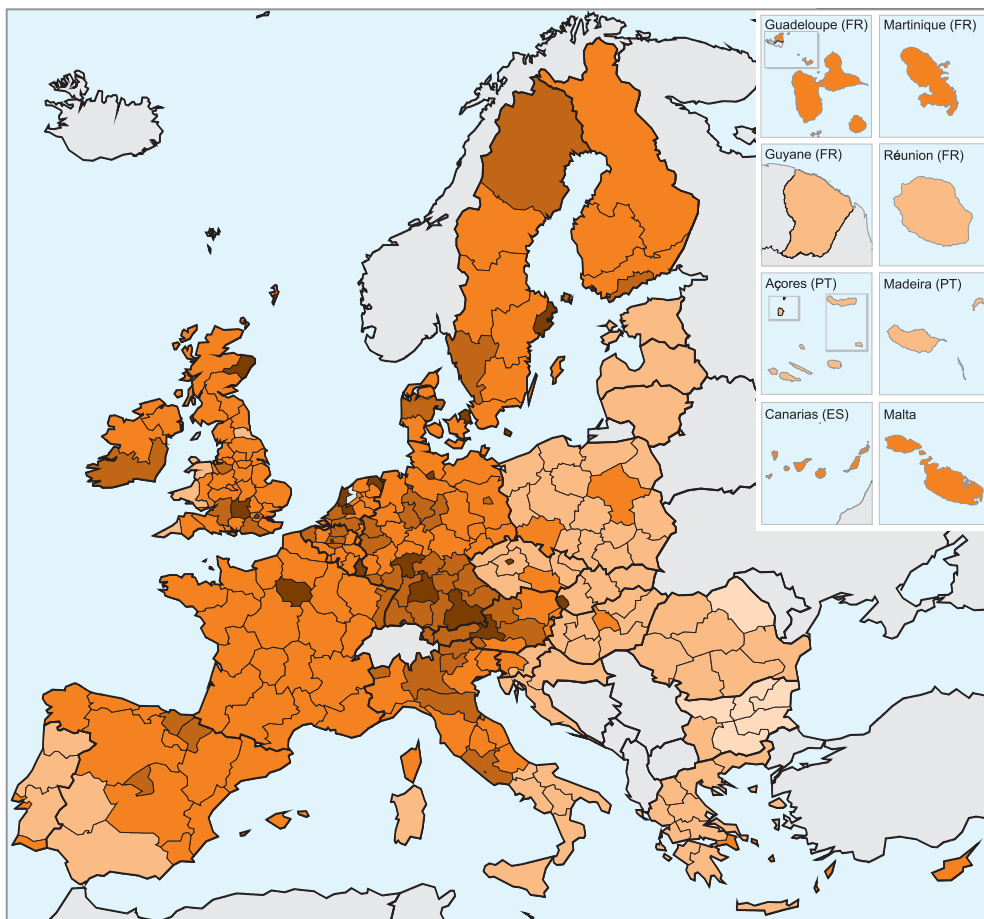 Guadeloupe (FR)
Martinique (FR)
Guyane (FR)
Réunion (FR)
Açores (PT)
Madeira (PT)
Canarias (ES)
Malta